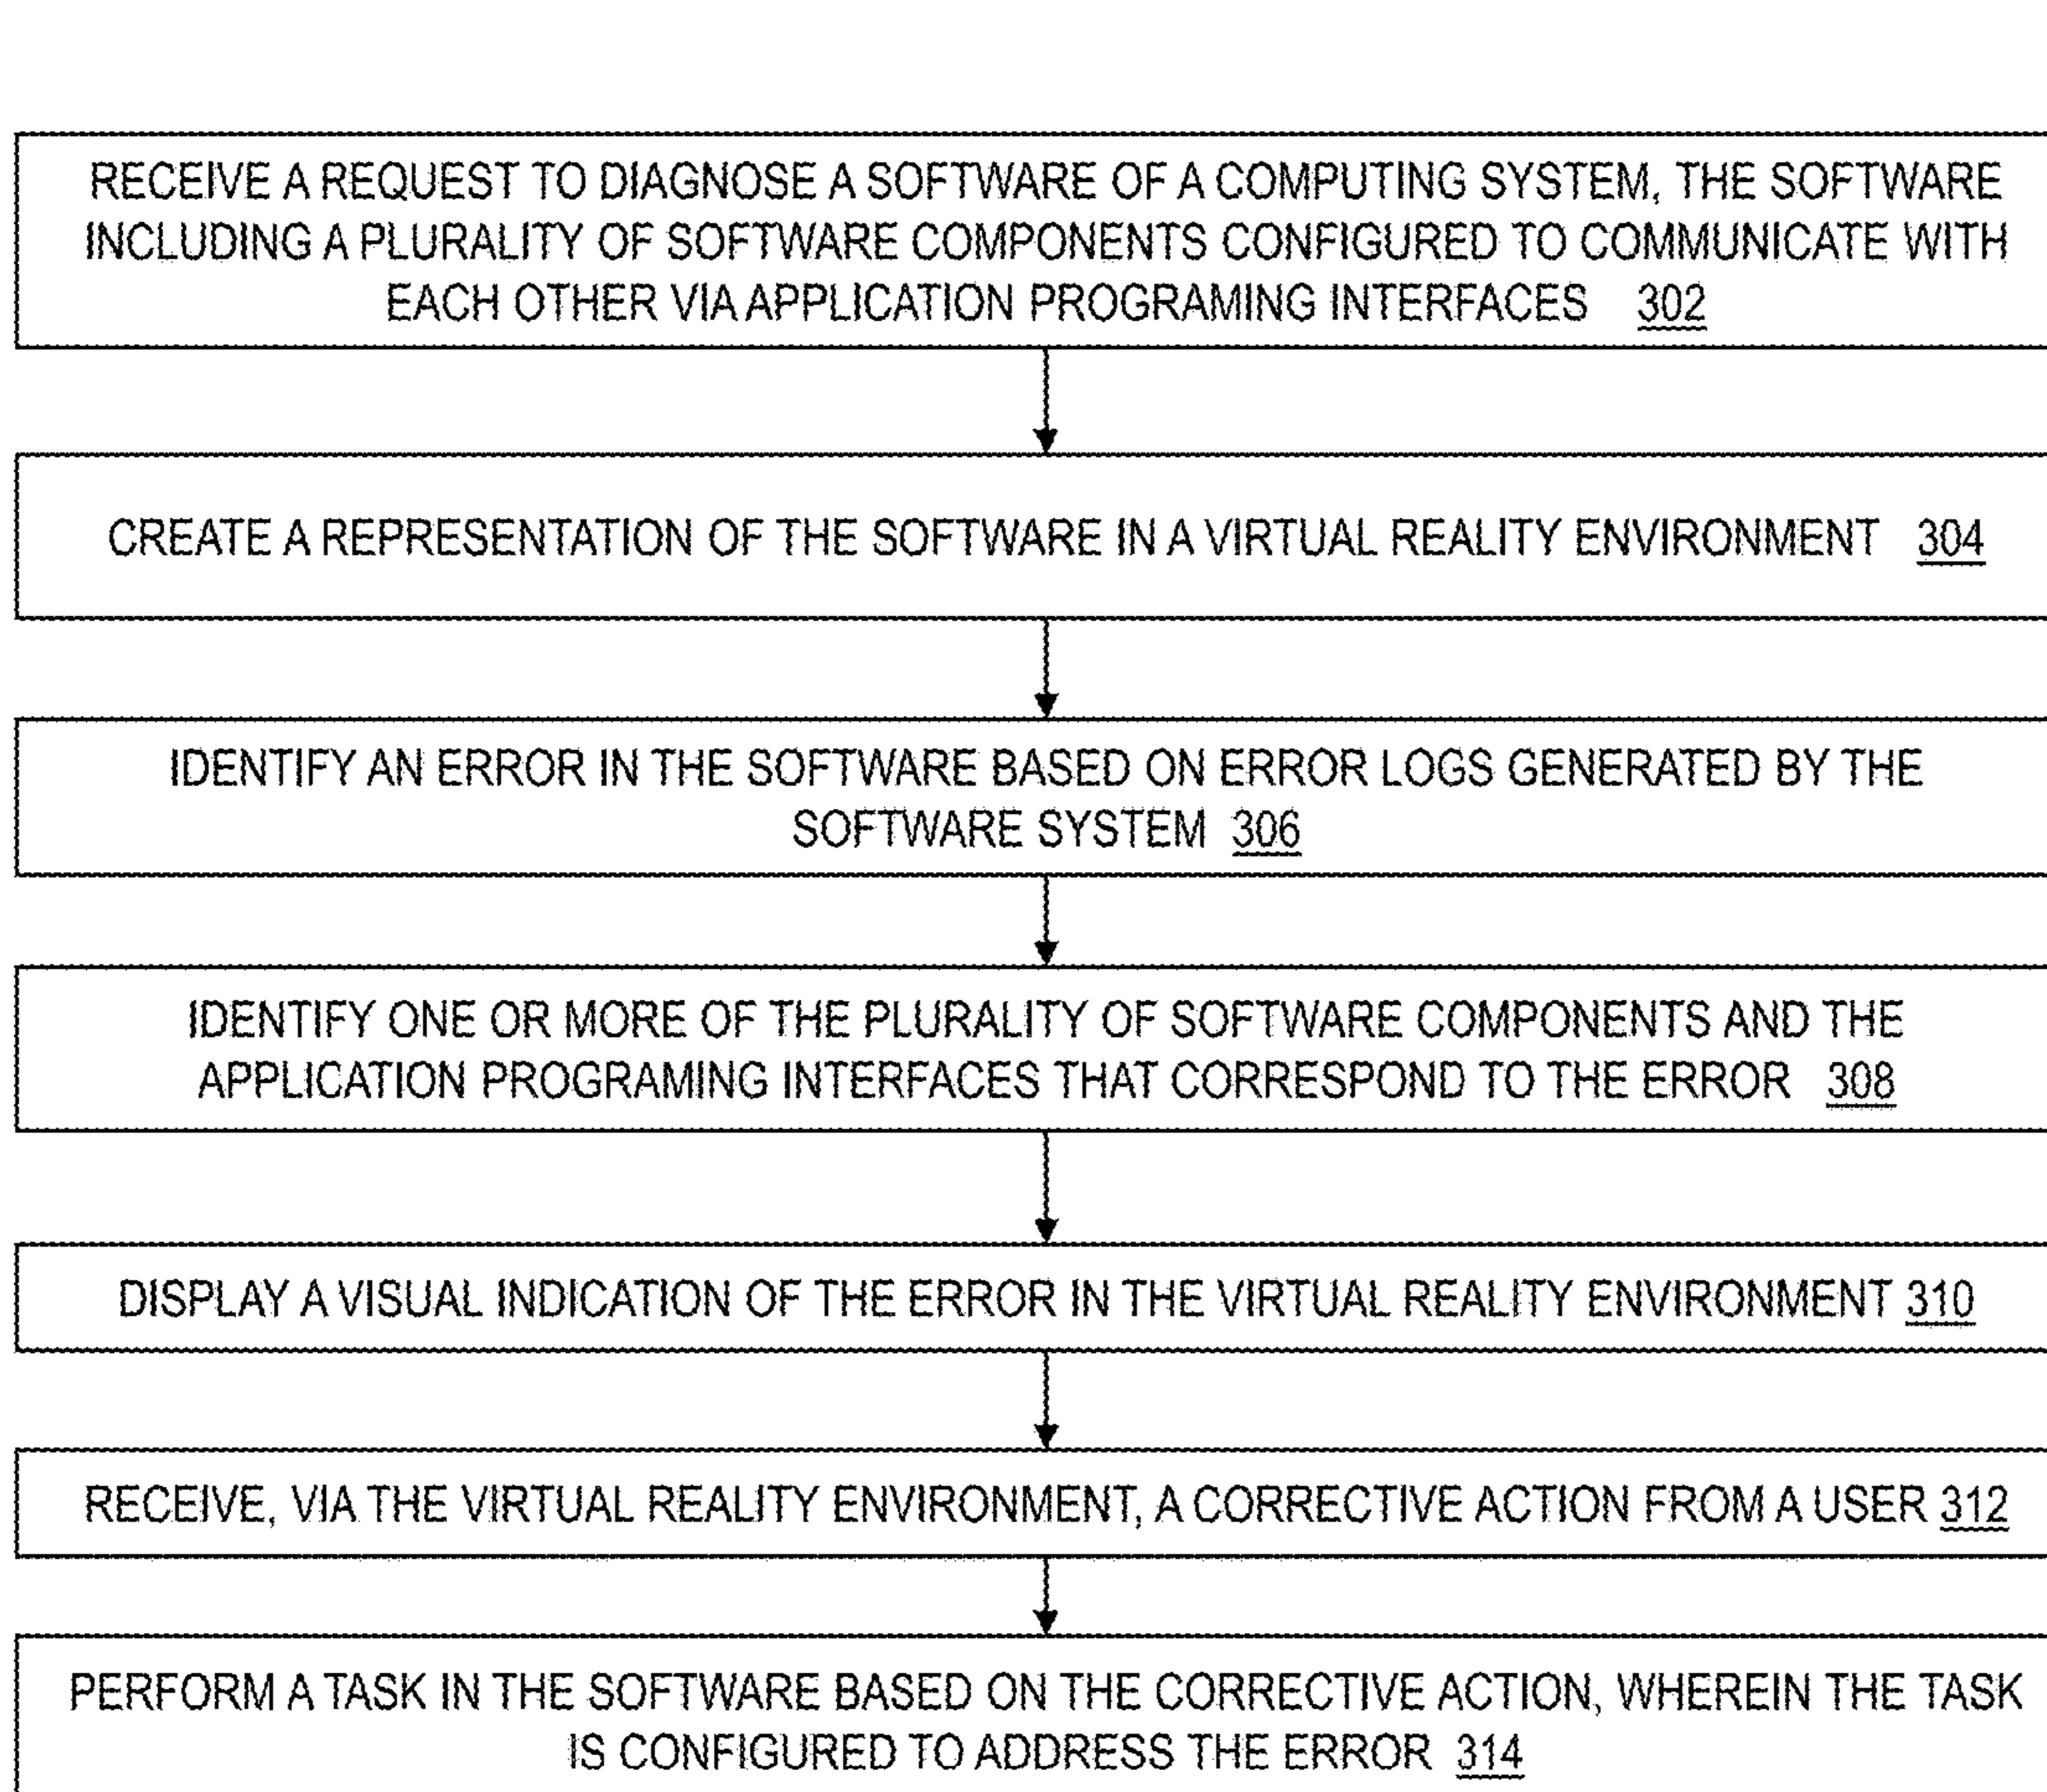 RECEIVE A REQUEST TO DIAGNOSE A SOFTWARE OF A COMPUTING SYSTEM, THE SOFTWARE
INCLUDING A PLURALITY OF SOFTWARE COMPONENTS CONFIGURED TO COMMUNICATE WITH
EACH OTHER VIA APPLICATION PROGRAMING INTERFACES 302
CREATE A REPRESENTATION OF THE SOFTWARE IN A VIRTUAL REALITY ENVIRONMENT 304
IDENTIFY AN ERROR IN THE SOFTWARE BASED ON ERROR LOGS GENERATED BY THE
SOFTWARE SYSTEM 306
IDENTIFY ONE OR MORE OF THE PLURALITY OF SOFTWARE COMPONENTS AND THE
APPLICATION PROGRAMING INTERFACES THAT CORRESPOND TO THE ERROR 308
DISPLAY A VISUAL INDICATION OF THE ERROR IN THE VIRTUAL REALITY ENVIRONMENT 310
RECEIVE, VIA THE VIRTUAL REALITY ENVIRONMENT, A CORRECTIVE ACTION FROM A USER 312
PERFORM A TASK IN THE SOFTWARE BASED ON THE CORRECTIVE ACTION, WHEREIN THE TASK
IS CONFIGURED TO ADDRESS THE ERROR 314